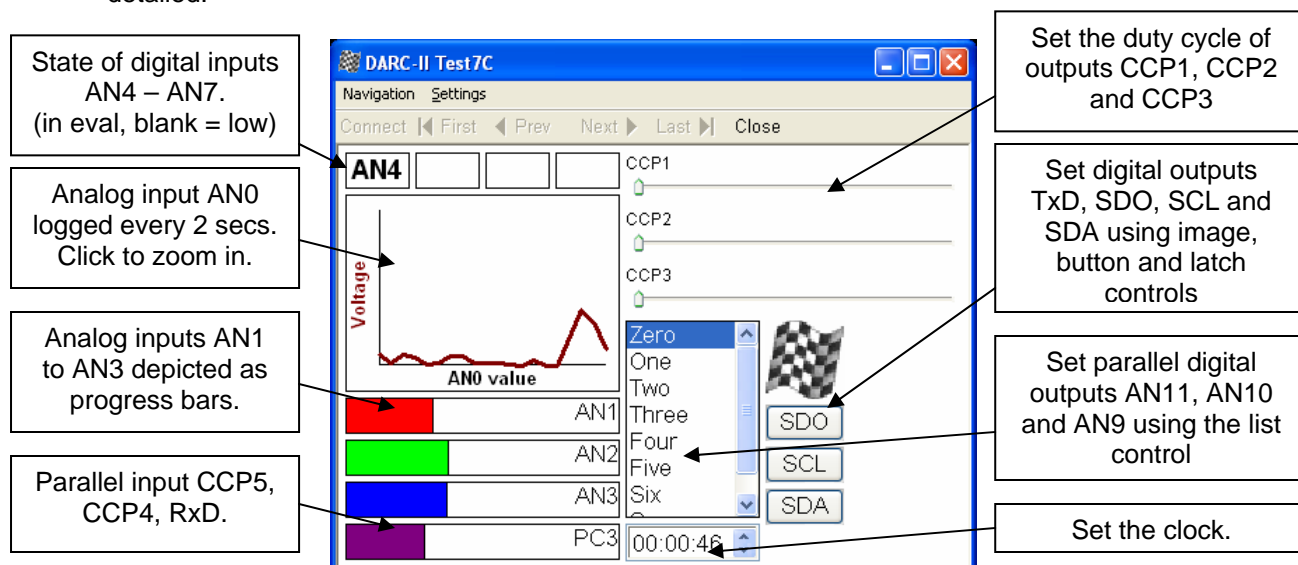 detailed.
State of digital inputs
AN4 – AN7.
(in eval, blank = low)
Analog input AN0
logged every 2 secs.
Click to zoom in.
Analog inputs AN1
to AN3 depicted as
progress bars.
Parallel input CCP5,
CCP4, RxD.
DARC-II Test7C
Navigation Settings
Connect First Prev Next Last Close
AN4
Voltage
AN0 value
AN1
AN2
AN3
PC3
CCP1
CCP2
CCP3
Zero
One
Two
Three
Four
Five
Six
00:00:46
SDO
SCL
SDA
Set the duty cycle of
outputs CCP1, CCP2
and CCP3
Set digital outputs
TxD, SDO, SCL and
SDA using image,
button and latch
controls
Set parallel digital
outputs AN11, AN10
and AN9 using the list
control
Set the clock.